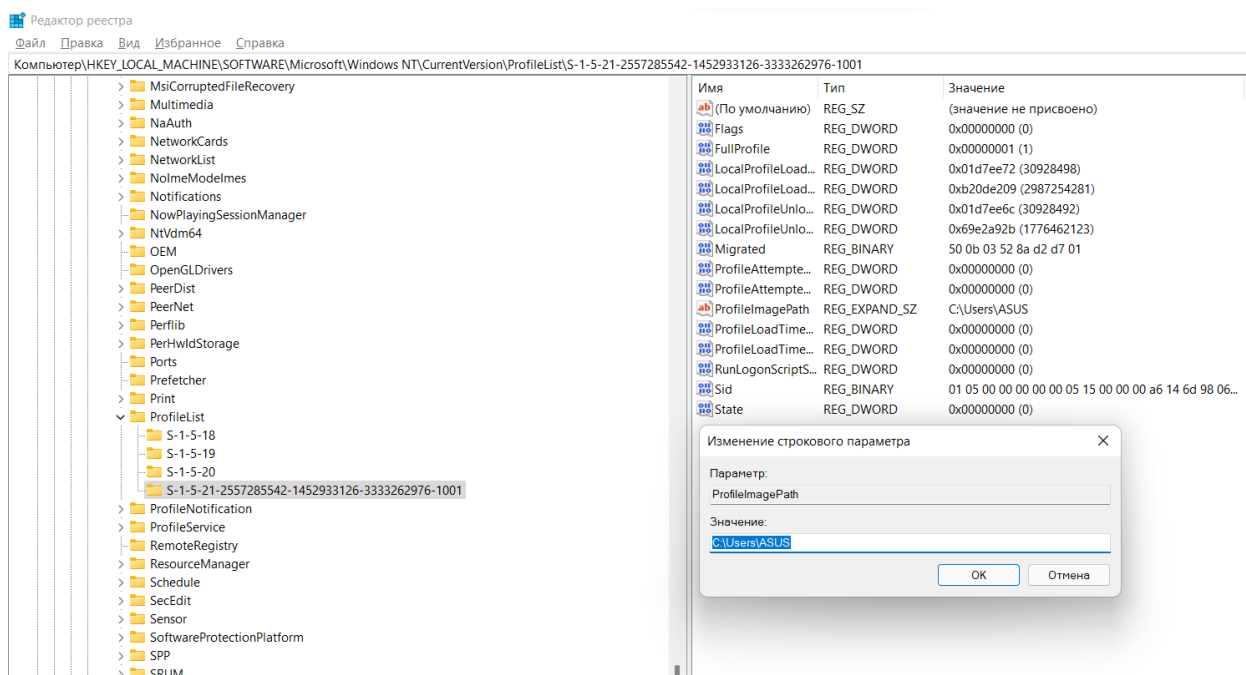 Редактор реестра
Файл Правка Вид Избранное Справка
Компьютер\HKEY_LOCAL_MACHINE\SOFTWARE\Microsoft\Windows NT\CurrentVersion\ProfileList\S-1-5-21-2557285542-1452933126-3333262976-1001
MsiCorruptedFileRecovery
Multimedia
NaAuth
NetworkCards
NetworkList
NoImeModeImes
Notifications
NowPlayingSessionManager
NtVdm64
OEM
OpenGLDrivers
PeerDist
PeerNet
Perflib
PerHwIdStorage
Ports
Prefetcher
Print
ProfileList
S-1-5-18
S-1-5-19
S-1-5-20
S-1-5-21-2557285542-1452933126-3333262976-1001
ProfileNotification
ProfileService
RemoteRegistry
ResourceManager
Schedule
SecEdit
Sensor
SoftwareProtectionPlatform
SPP
SRUM
Имя Тип Значение
(По умолчанию) REG_SZ (значение не присвоено)
Flags REG_DWORD 0x00000000 (0)
FullProfile REG_DWORD 0x00000001 (1)
LocalProfileLoad... REG_DWORD 0x01d7ee72 (30928498)
LocalProfileLoad... REG_DWORD 0xb20de209 (2987254281)
LocalProfileUnlo... REG_DWORD 0x01d7ee6c (30928492)
LocalProfileUnlo... REG_DWORD 0x69e2a92b (1776462123)
Migrated REG_BINARY 50 0b 03 52 8a d2 d7 01
ProfileAttempte... REG_DWORD 0x00000000 (0)
ProfileAttempte... REG_DWORD 0x00000000 (0)
ProfileImagePath REG_EXPAND_SZ C:\Users\ASUS
ProfileLoadTime... REG_DWORD 0x00000000 (0)
ProfileLoadTime... REG_DWORD 0x00000000 (0)
RunLogonScriptS... REG_DWORD 0x00000000 (0)
Sid REG_BINARY 01 05 00 00 00 00 00 05 15 00 00 00 a6 14 6d 98 06...
State REG_DWORD 0x00000000 (0)
Изменение строкового параметра
Параметр:
ProfileImagePath
Значение:
C:\Users\ASUS
OK Отмена